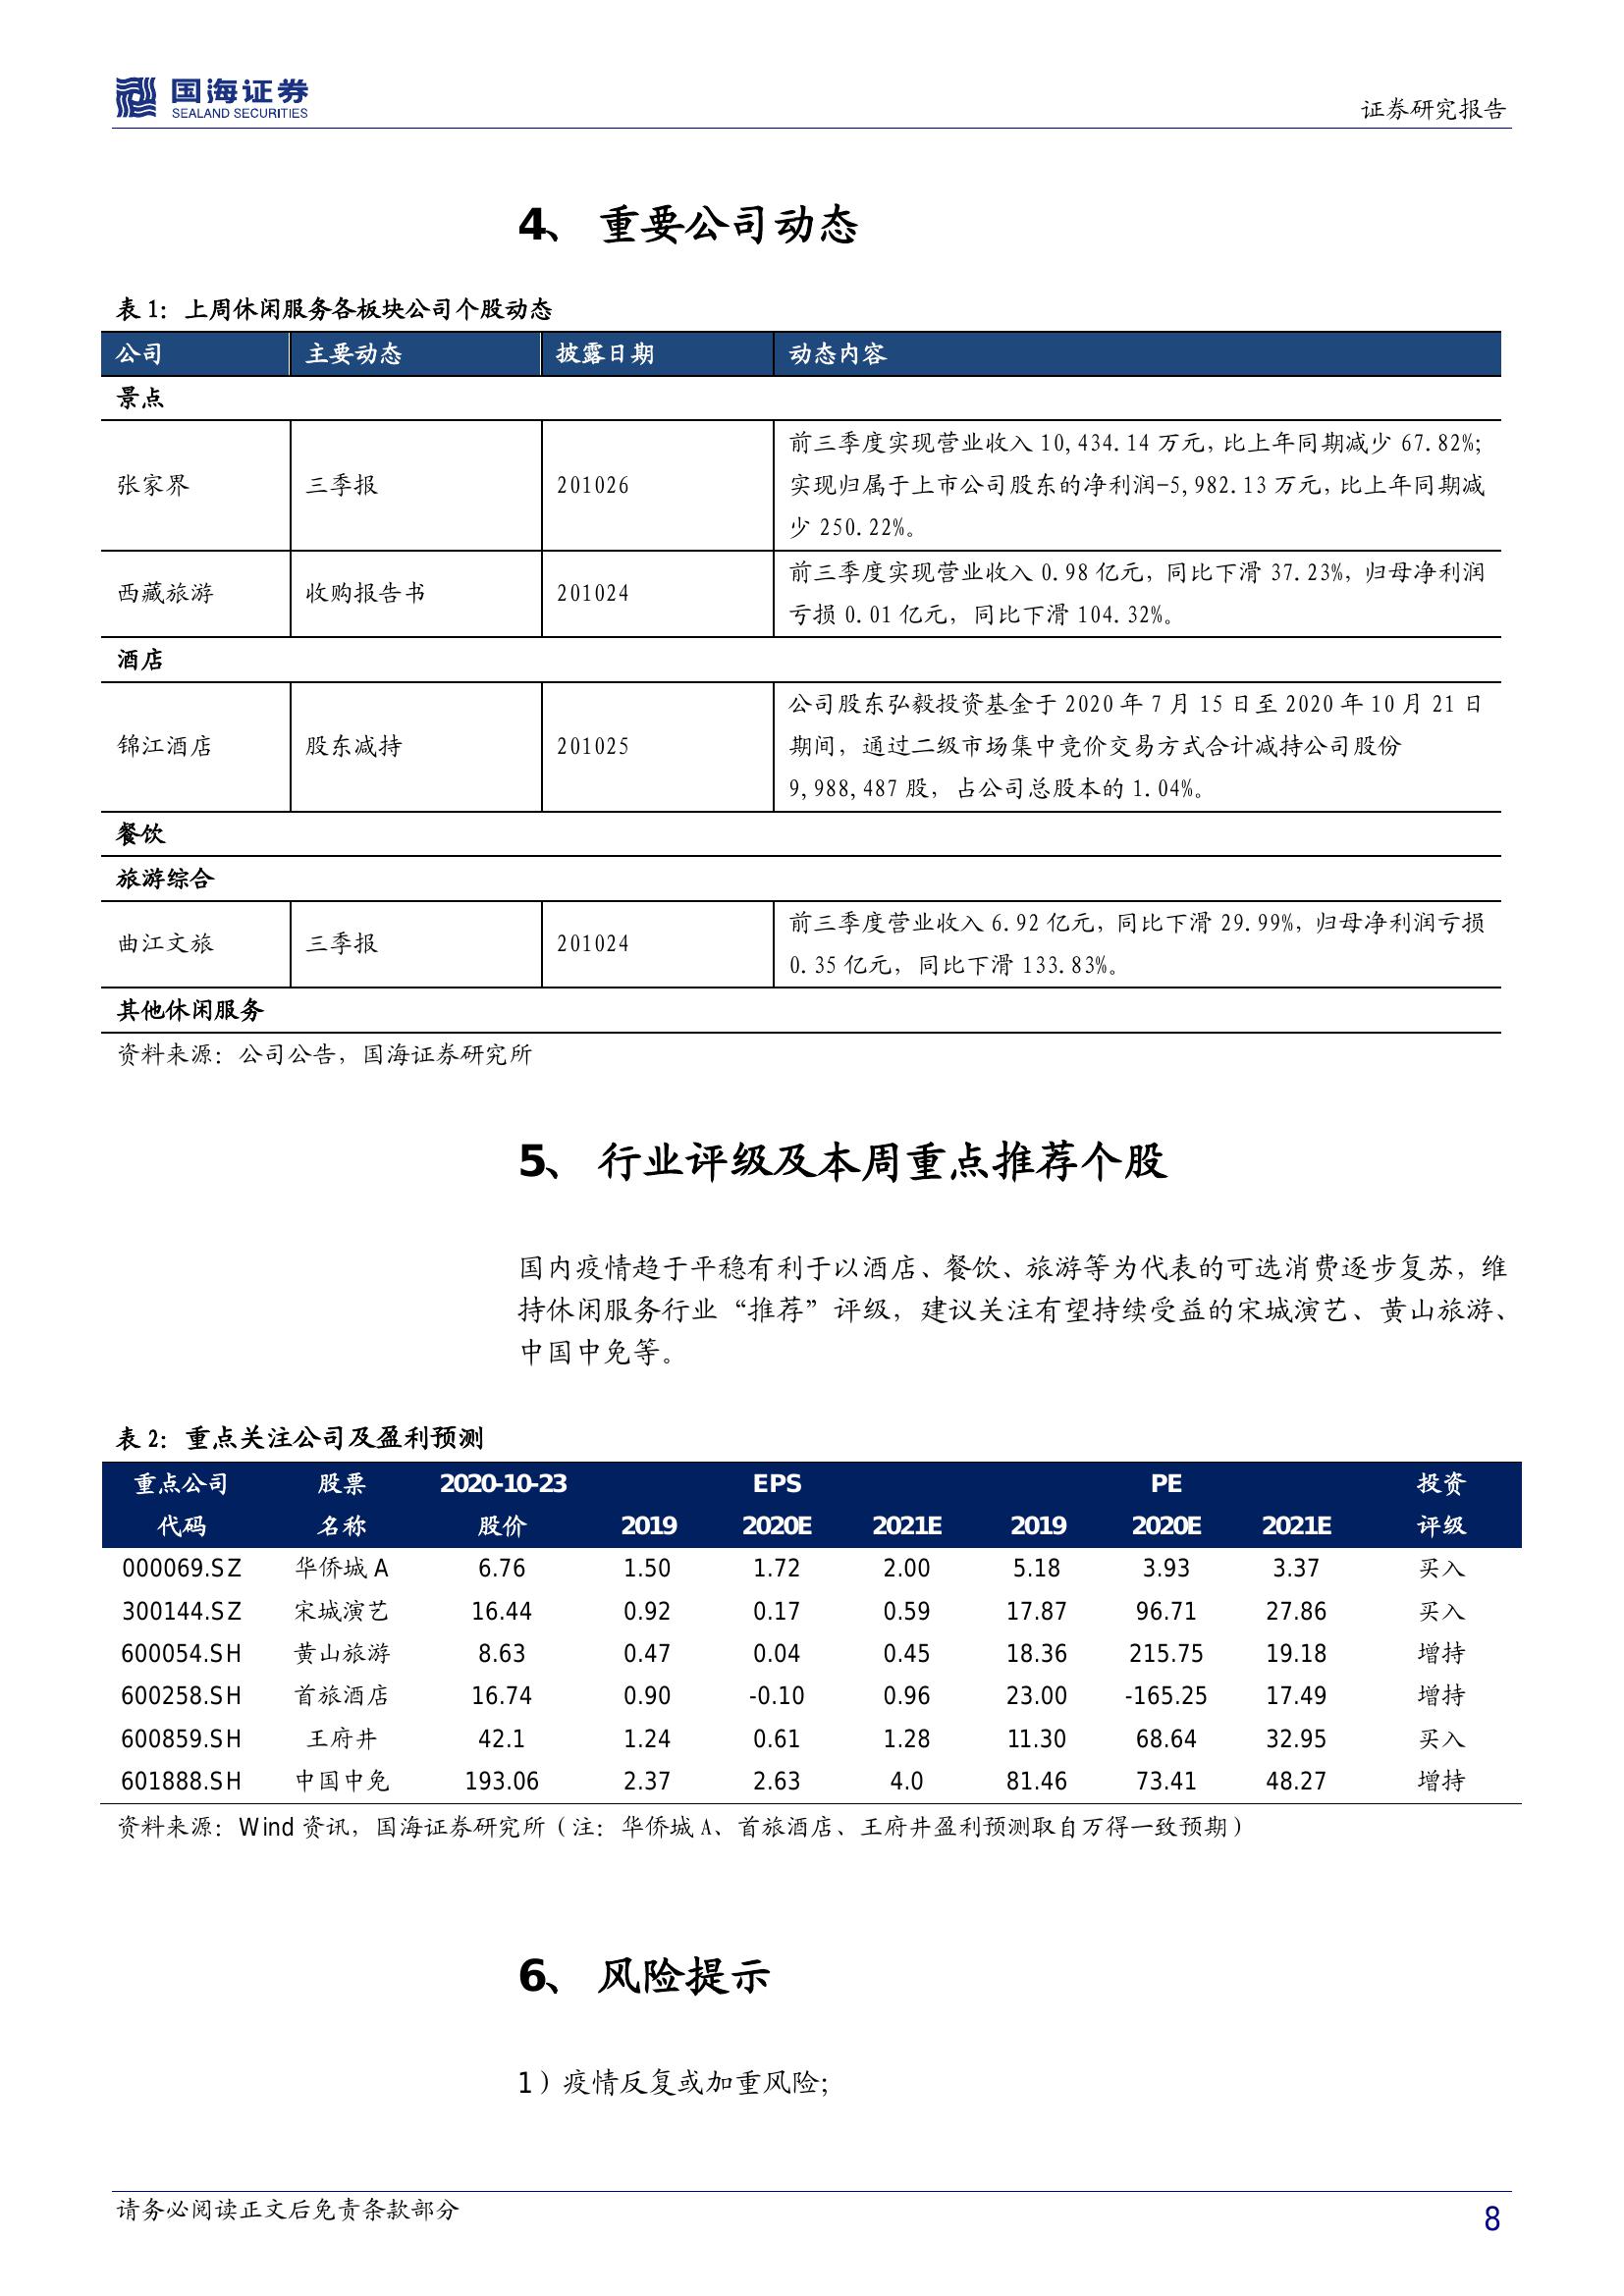 国海证券
SEALAND SECURITIES
证券研究报告
4、 重要公司动态
表 1：上周休闲服务各板块公司个股动态
公司 主要动态 披露日期 动态内容
景点
张家界 三季报 201026 前三季度实现营业收入 10,434.14 万元，比上年同期减少 67.82%；
实现归属于上市公司股东的净利润-5,982.13 万元，比上年同期减
少 250.22%。
西藏旅游 收购报告书 201024 前三季度实现营业收入 0.98 亿元，同比下滑 37.23%，归母净利润
亏损 0.01 亿元，同比下滑 104.32%。
酒店
锦江酒店 股东减持 201025 公司股东弘毅投资基金于 2020 年 7 月 15 日至 2020 年 10 月 21 日
期间，通过二级市场集中竞价交易方式合计减持公司股份
9,988,487 股，占公司总股本的 1.04%。
餐饮
旅游综合
曲江文旅 三季报 201024 前三季度营业收入 6.92 亿元，同比下滑 29.99%，归母净利润亏损
0.35 亿元，同比下滑 133.83%。
其他休闲服务
资料来源：公司公告，国海证券研究所
5、 行业评级及本周重点推荐个股
国内疫情趋于平稳有利于以酒店、餐饮、旅游等为代表的可选消费逐步复苏，维
持休闲服务行业“推荐”评级，建议关注有望持续受益的宋城演艺、黄山旅游、
中国中免等。
表 2：重点关注公司及盈利预测
重点公司 股票 2020-10-23 EPS PE 投资
代码 名称 股价 2019 2020E 2021E 2019 2020E 2021E 评级
000069.SZ 华侨城 A 6.76 1.50 1.72 2.00 5.18 3.93 3.37 买入
300144.SZ 宋城演艺 16.44 0.92 0.17 0.59 17.87 96.71 27.86 买入
600054.SH 黄山旅游 8.63 0.47 0.04 0.45 18.36 215.75 19.18 增持
600258.SH 首旅酒店 16.74 0.90 -0.10 0.96 23.00 -165.25 17.49 增持
600859.SH 王府井 42.1 1.24 0.61 1.28 11.30 68.64 32.95 买入
601888.SH 中国中免 193.06 2.37 2.63 4.0 81.46 73.41 48.27 增持
资料来源：Wind 资讯，国海证券研究所（注：华侨城 A、首旅酒店、王府井盈利预测取自万得一致预期）
6、 风险提示
1）疫情反复或加重风险；
请务必阅读正文后免责条款部分
8